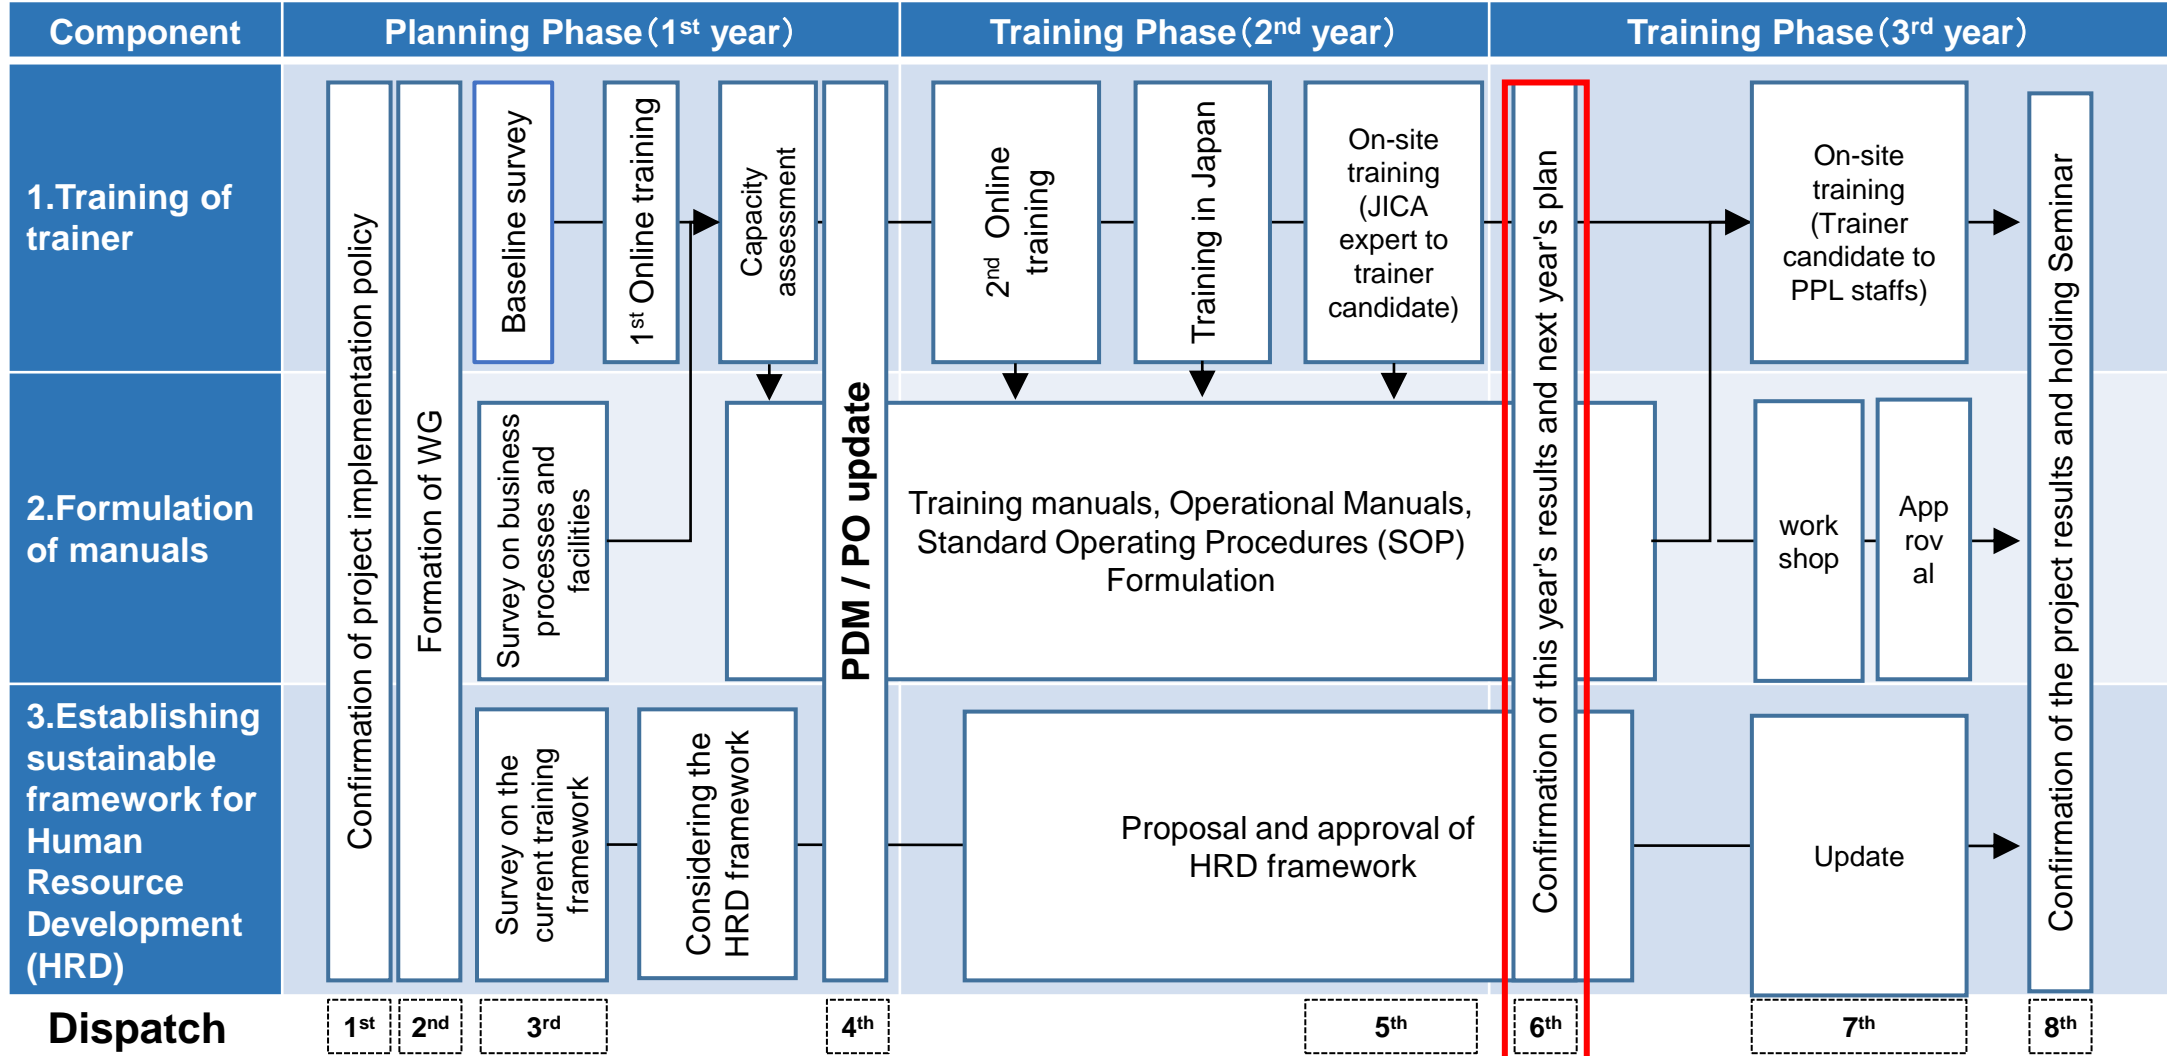 Component
Planning Phase（1st year）
Training Phase（2nd year）
Training Phase（3rd year）
1.Training of
trainer
2.Formulation
of manuals
3.Establishing
sustainable
framework for
Human
Resource
Development
(HRD)
Confirmation of project implementation policy
Formation of WG
Baseline survey
1st Online training
Capacity
assessment
PDM / PO update
2nd Online
training
Training in Japan
On-site
training
(JICA
expert to
trainer
candidate)
Confirmation of this year's results and next year's plan
On-site
training
(Trainer
candidate to
PPL staffs)
Confirmation of the project results and holding Seminar
Survey on business
processes and
facilities
Training manuals, Operational Manuals,
Standard Operating Procedures (SOP)
Formulation
work
shop
App
rov
al
Survey on the
current training
framework
Considering the
HRD framework
Proposal and approval of
HRD framework
Update
Dispatch
1st
2nd
3rd
4th
5th
6th
7th
8th